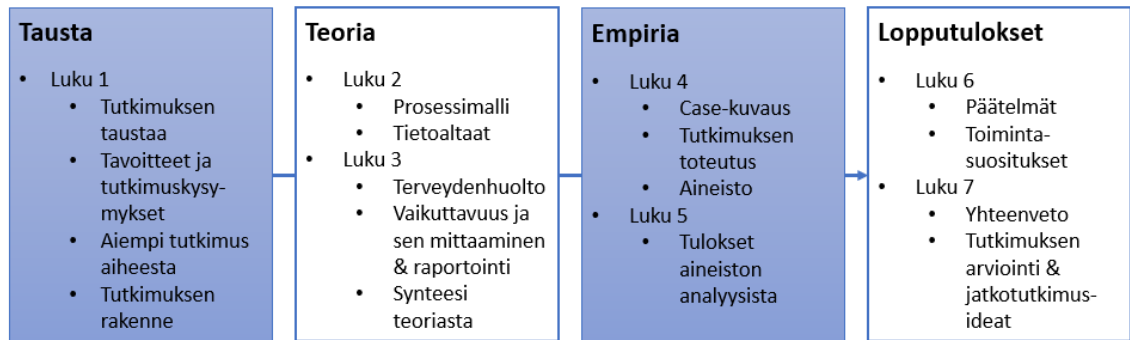 Tausta
• Luku 1
• Tutkimuksen
taustaa
• Tavoitteet ja
tutkimuskysy-
mykset
• Aiempi tutkimus
aiheesta
• Tutkimuksen
rakenne
Teoria
• Luku 2
• Prosessimalli
• Tietoaltaat
• Luku 3
• Terveydenhuolto
• Vaikuttavuus ja
sen mittaaminen
& raportointi
• Synteesi
teoriasta
Empiria
• Luku 4
• Case-kuvaus
• Tutkimuksen
toteutus
• Aineisto
• Luku 5
• Tulokset
aineiston
analyysista
Lopputulokset
• Luku 6
• Päätelmät
• Toiminta-
suositukset
• Luku 7
• Yhteenveto
• Tutkimuksen
arviointi &
jatkotutkimus-
ideat